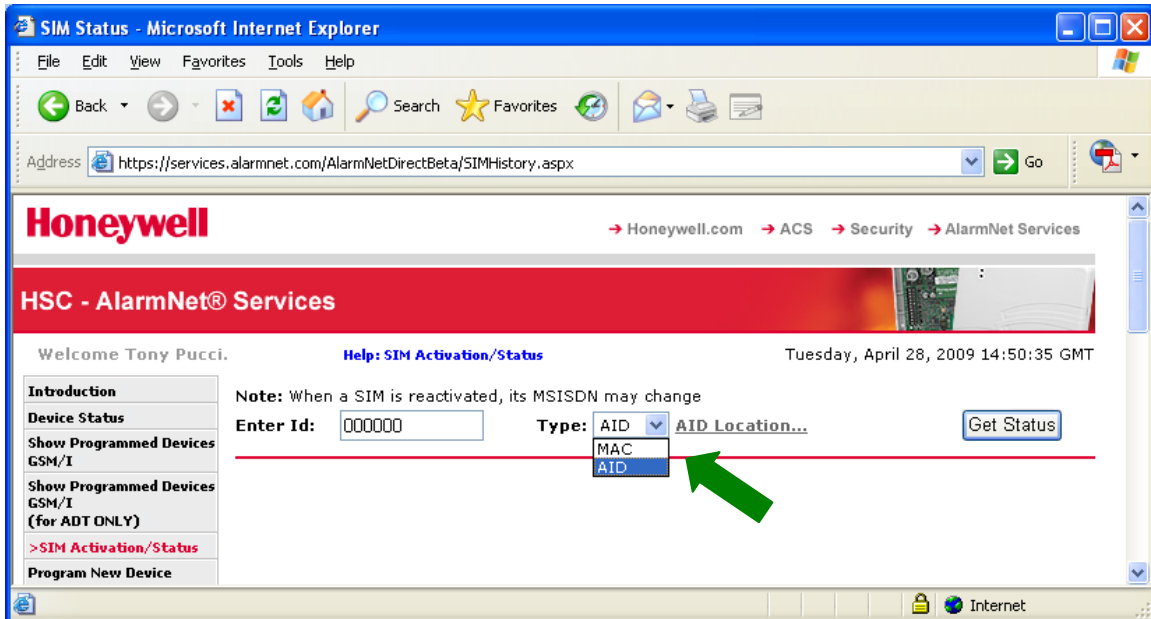 SIM Status - Microsoft Internet Explorer
File Edit View Favorites Tools Help
Back Search Favorites
Address https://services.alarmnet.com/AlarmNetDirectBeta/SIMHistory.aspx Go
Honeywell
Honeywell.com ACS Security AlarmNet Services
HSC - AlarmNet® Services
Welcome Tony Pucci. Help: SIM Activation/Status Tuesday, April 28, 2009 14:50:35 GMT
Introduction
Device Status
Show Programmed Devices
GSM/I
Show Programmed Devices
GSM/I
(for ADT ONLY)
>SIM Activation/Status
Program New Device
Note: When a SIM is reactivated, its MSISDN may change
Enter Id: 000000 Type: AID AID Location... Get Status
MAC
AID
Internet